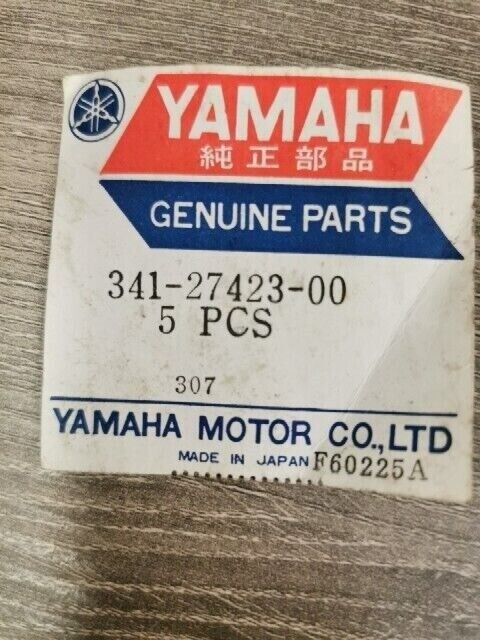 YAMAHA
純正部品
GENUINE PARTS
341-27423-00
5 PCS
307
YAMAHA MOTOR CO.,LTD
MADE IN JAPAN F60225A